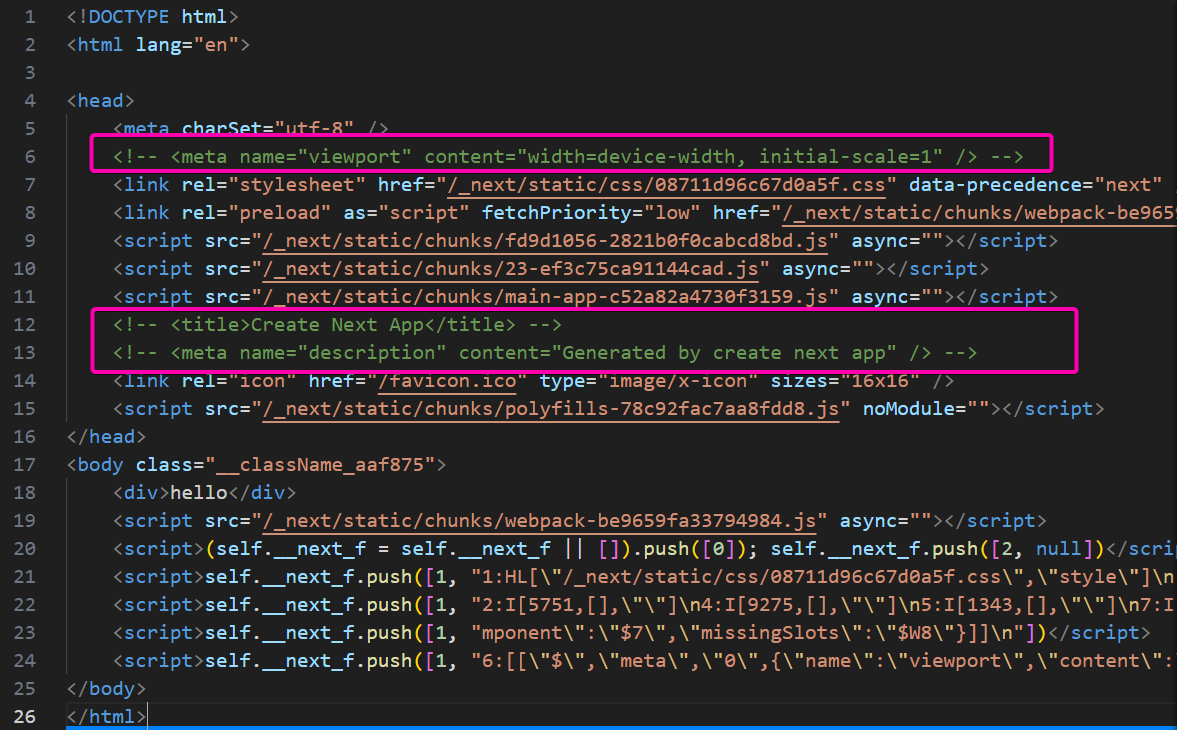 1 <!DOCTYPE html>
2 <html lang="en">
3
4 <head>
5 <meta charSet="utf-8" />
6 <!-- <meta name="viewport" content="width=device-width, initial-scale=1" /> -->
7 <link rel="stylesheet" href="/_next/static/css/08711d96c67d0a5f.css" data-precedence="next"
8 <link rel="preload" as="script" fetchPriority="low" href="/_next/static/chunks/webpack-be9659
9 <script src="/_next/static/chunks/fd9d1056-2821b0f0cabcd8bd.js" async=""></script>
10 <script src="/_next/static/chunks/23-ef3c75ca91144cad.js" async=""></script>
11 <script src="/_next/static/chunks/main-app-c52a82a4730f3159.js" async=""></script>
12 <!-- <title>Create Next App</title> -->
13 <!-- <meta name="description" content="Generated by create next app" /> -->
14 <link rel="icon" href="/favicon.ico" type="image/x-icon" sizes="16x16" />
15 <script src="/_next/static/chunks/polyfills-78c92fac7aa8fdd8.js" noModule=""></script>
16 </head>
17 <body class="__className_aaf875">
18 <div>hello</div>
19 <script src="/_next/static/chunks/webpack-be9659fa33794984.js" async=""></script>
20 <script>(self.__next_f = self.__next_f || []).push([0]); self.__next_f.push([2, null])</scri
21 <script>self.__next_f.push([1, "1:HL[\"/_next/static/css/08711d96c67d0a5f.css\",\"style\"]\n
22 <script>self.__next_f.push([1, "2:I[5751,[],\"\"]\n4:I[9275,[],\"\"]\n5:I[1343,[],\"\"]\n7:I
23 <script>self.__next_f.push([1, "mponent\":\"$7\",\"missingSlots\":\"$W8\"}]]\n"])</script>
24 <script>self.__next_f.push([1, "6:[[\"$\",\"meta\",\"0\",{\"name\":\"viewport\",\"content\":
25 </body>
26 </html>